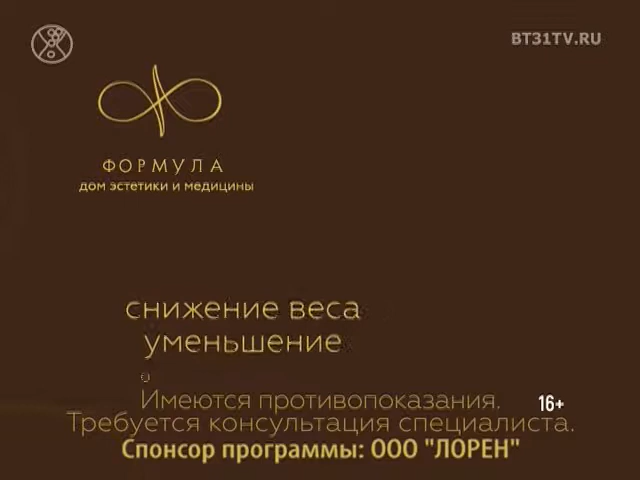 BT31TV.RU
ФОРМУЛА
дом эстетики и медицины
снижение веса
уменьшение
Имеются противопоказания.
16+
Требуется консультация специалиста.
Спонсор программы: ООО "ЛОРЕН"